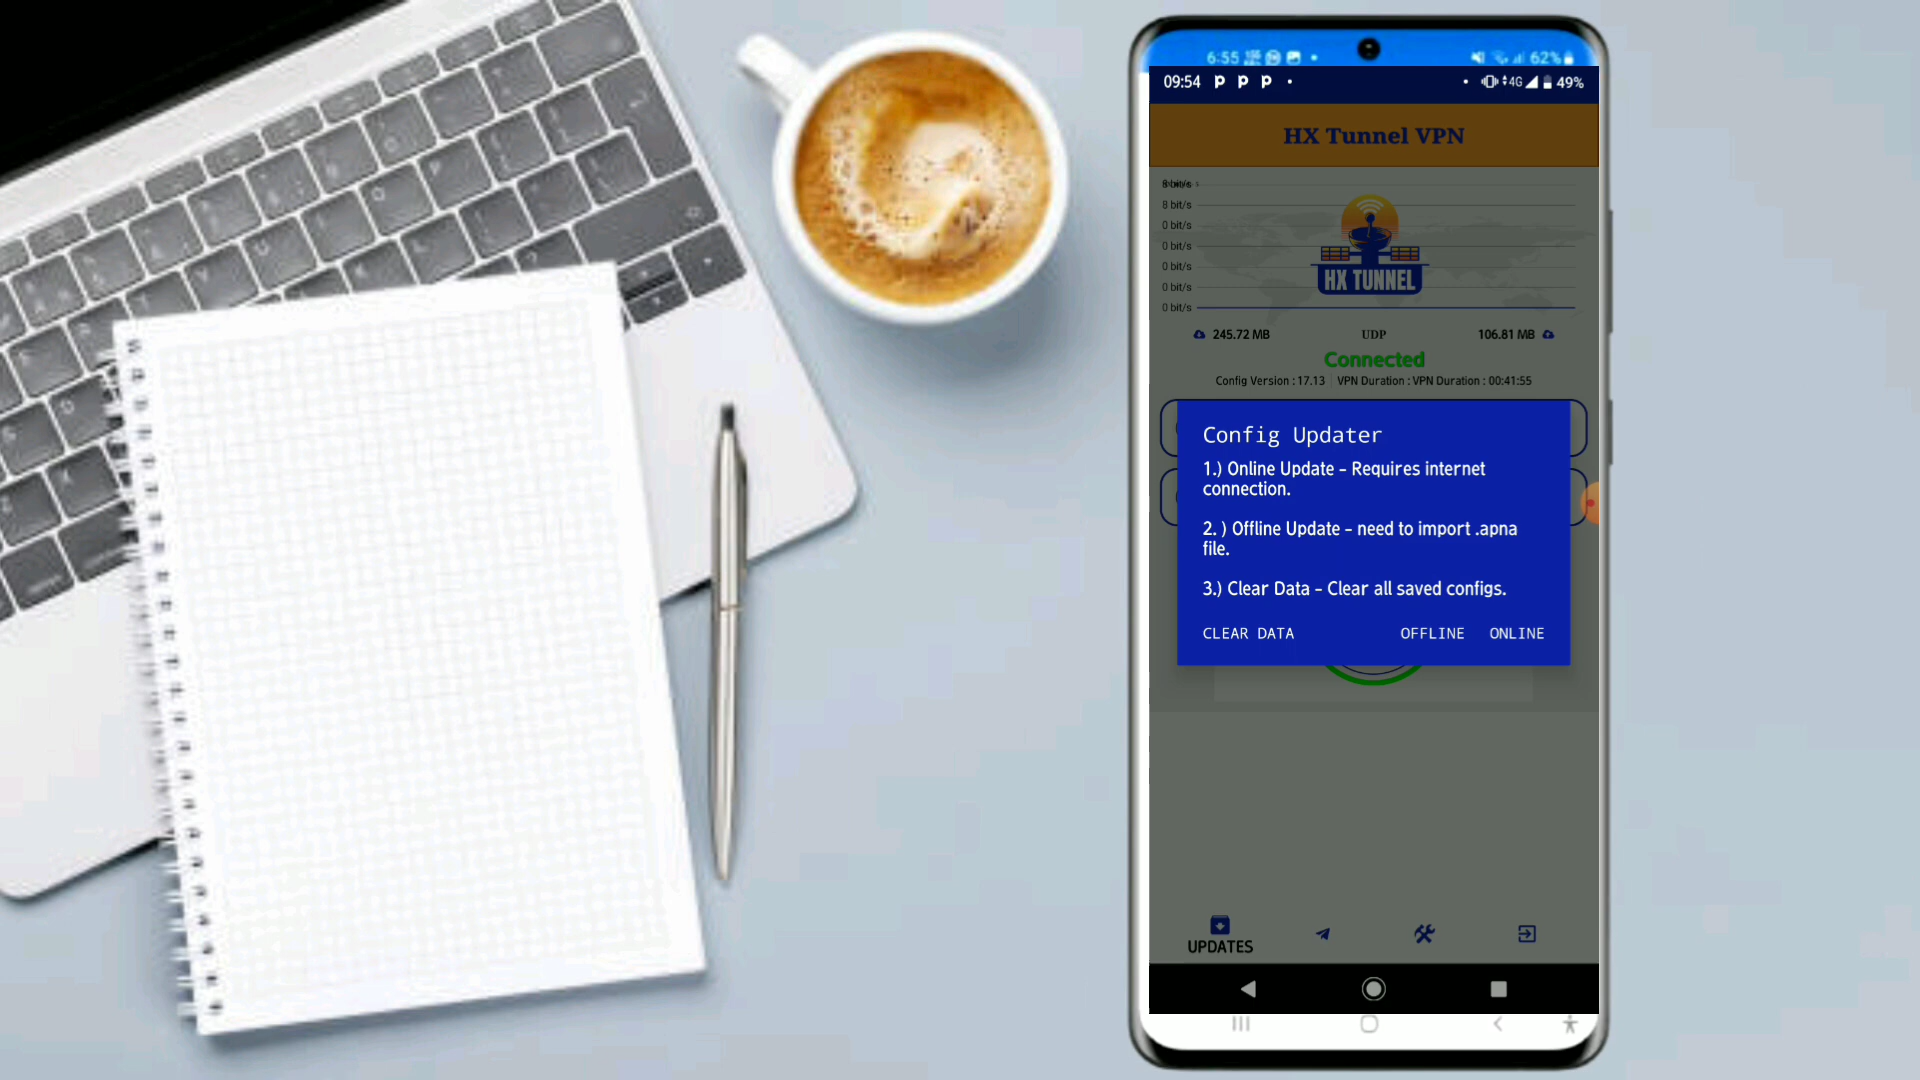 6:55 62%
09:54 4G 49%
HX Tunnel VPN
8 bit/s
0 bit/s
0 bit/s
0 bit/s
0 bit/s
0 bit/s
HX TUNNEL
245.72 MB UDP 106.81 MB
Connected
Config Version : 17.13 VPN Duration : VPN Duration : 00:41:55
Config Updater
1.) Online Update - Requires internet
connection.
2. ) Offline Update - need to import .apna
file.
3.) Clear Data - Clear all saved configs.
CLEAR DATA OFFLINE ONLINE
UPDATES